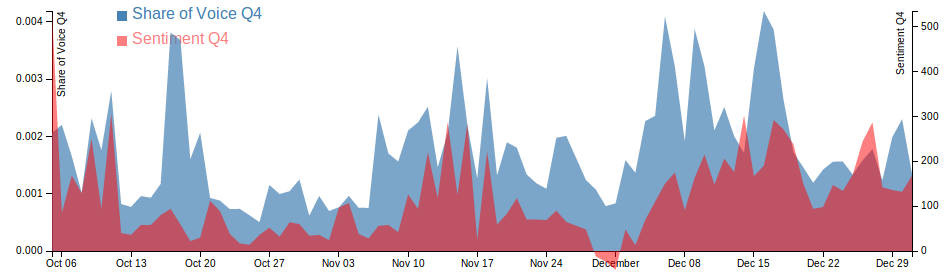 Share of Voice Q4
Sentiment Q4
Share of Voice Q4
Sentiment Q4
0.004
0.003
0.002
0.001
0.000
500
400
300
200
100
0
Oct 06 Oct 13 Oct 20 Oct 27 Nov 03 Nov 10 Nov 17 Nov 24 December Dec 08 Dec 15 Dec 22 Dec 29